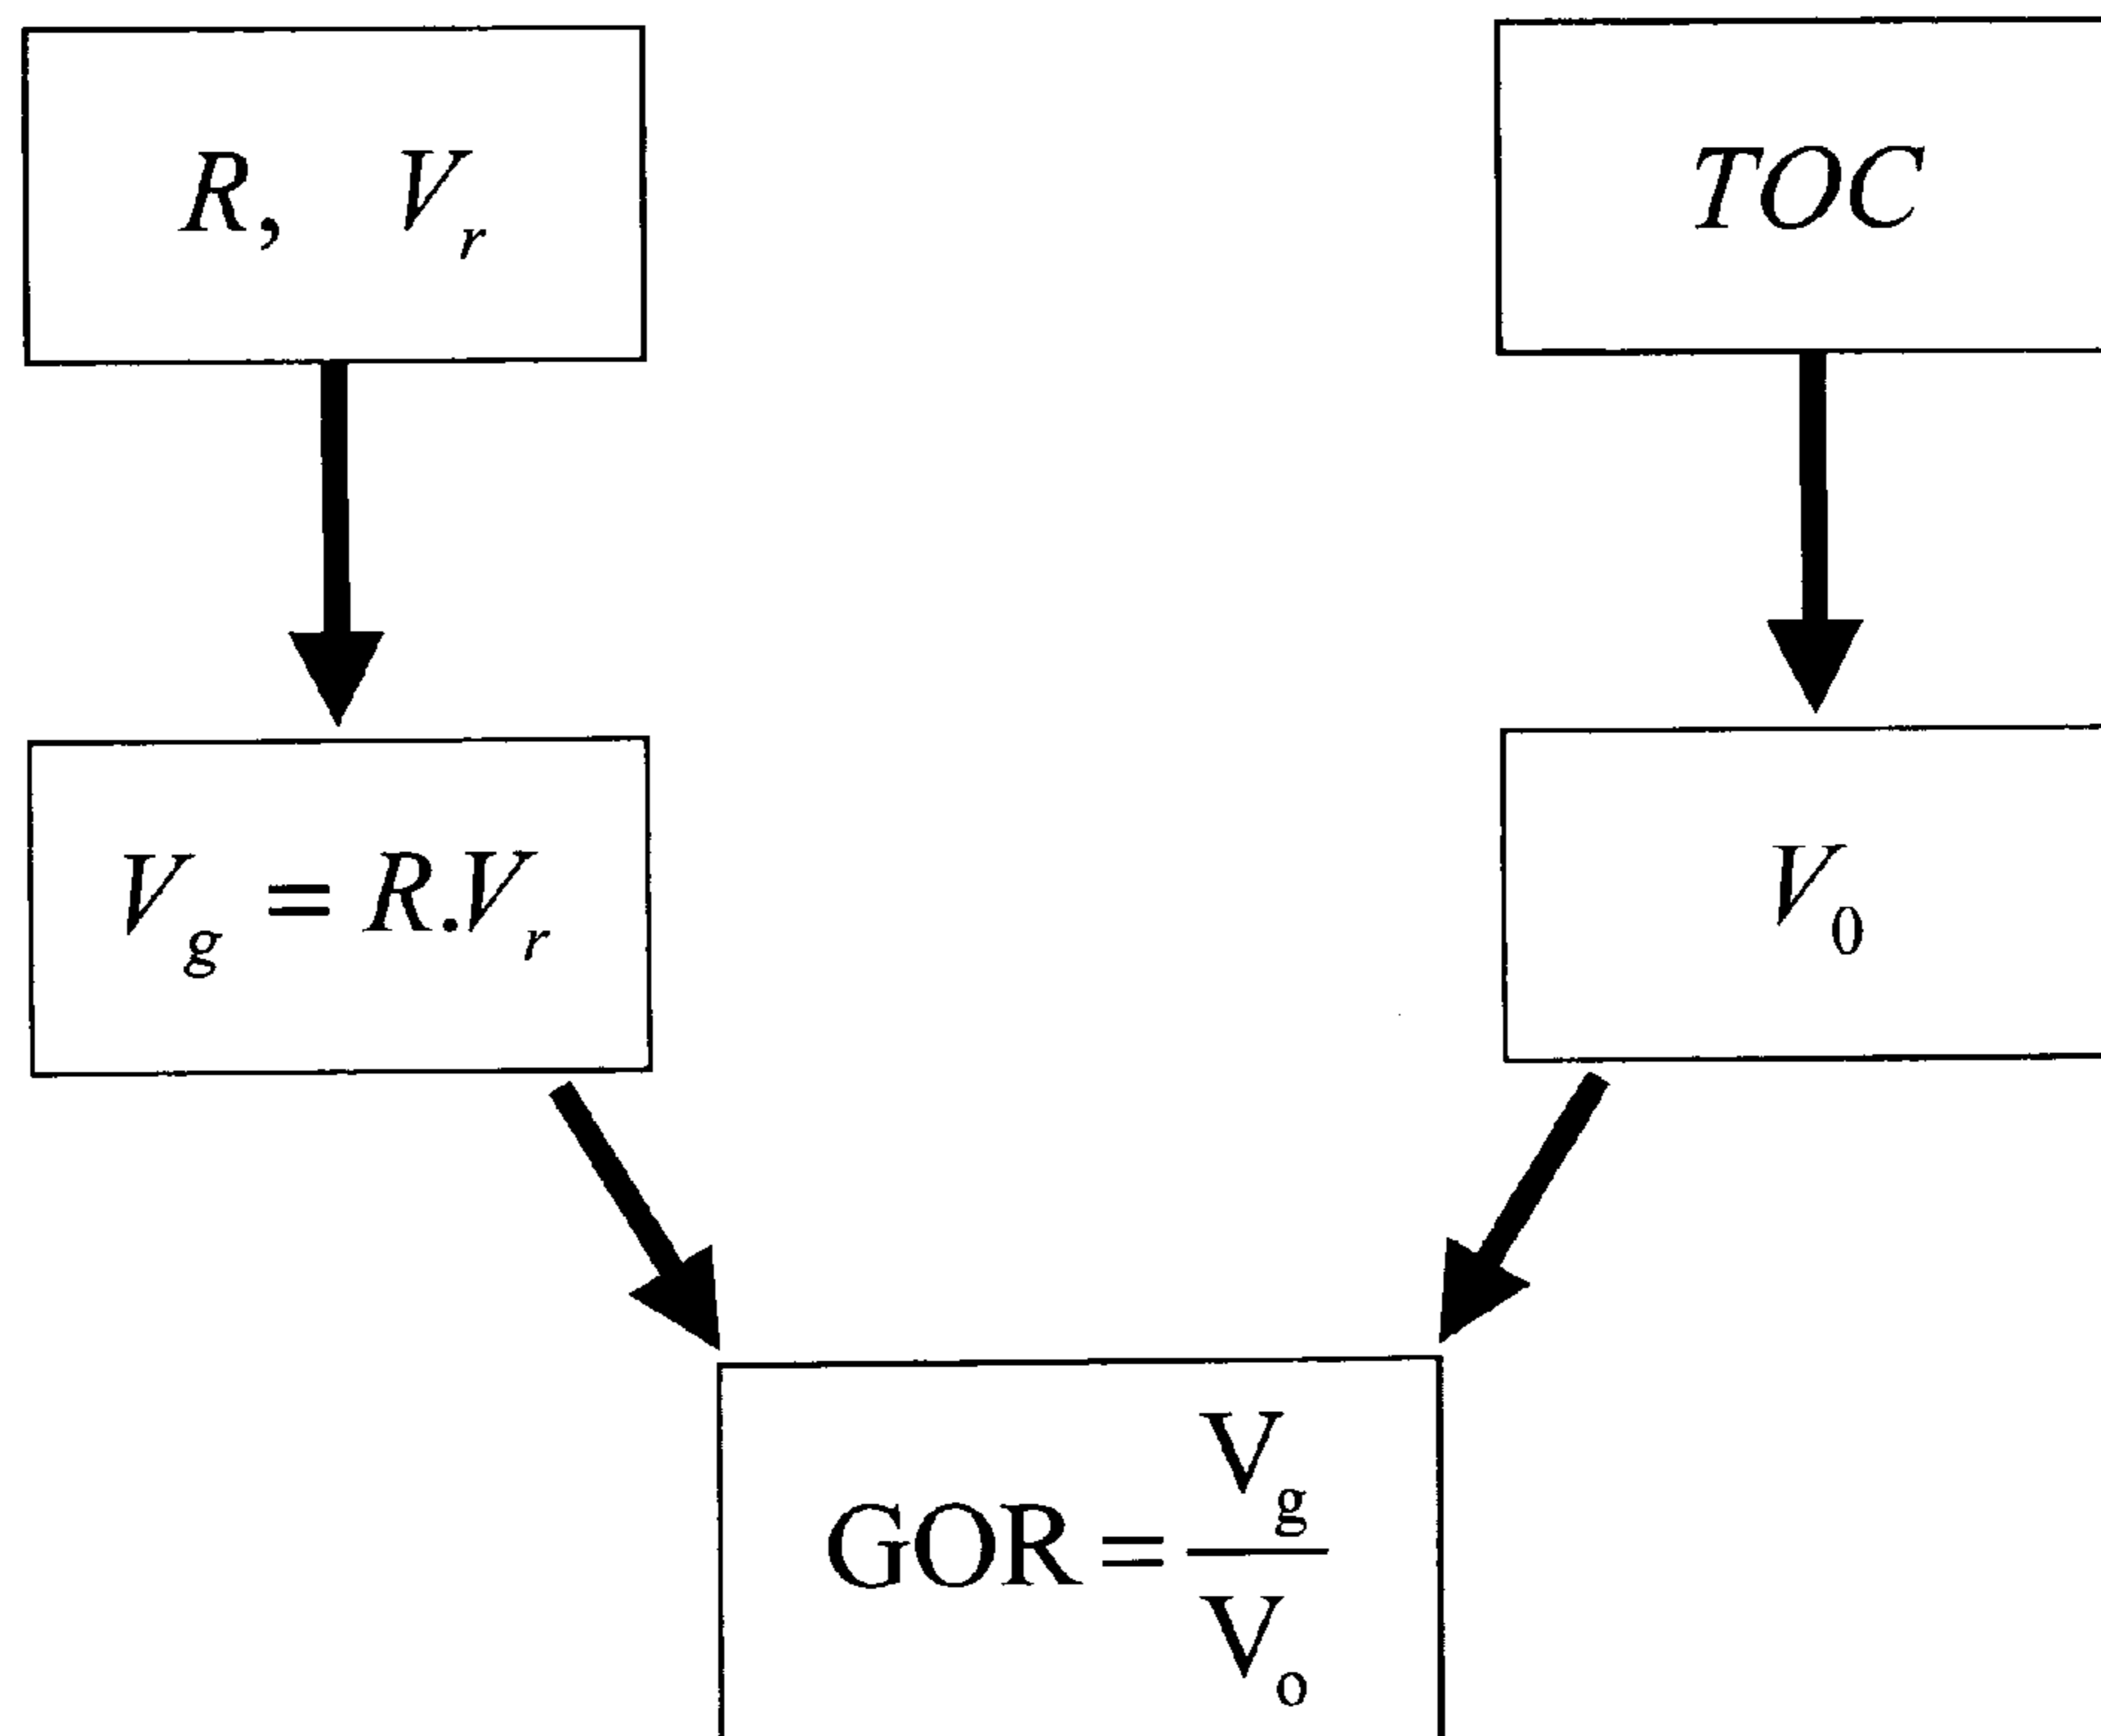 R, V_r
TOC
V_g = R.V_r
V_0
GOR = V_g / V_o